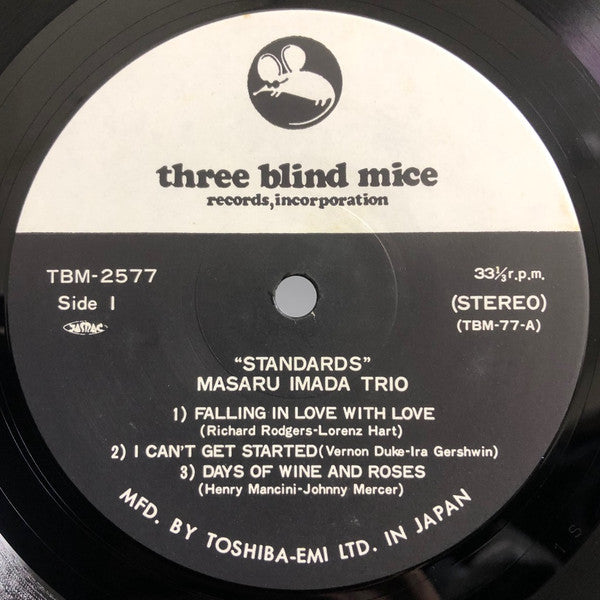 three blind mice
records, incorporation
TBM-2577
33⅓r.p.m.
Side 1
(STEREO)
JASRAC
(TBM-77-A)
"STANDARDS"
MASARU IMADA TRIO
1) FALLING IN LOVE WITH LOVE
(Richard Rodgers-Lorenz Hart)
2) I CAN'T GET STARTED(Vernon Duke-Ira Gershwin)
3) DAYS OF WINE AND ROSES
(Henry Mancini-Johnny Mercer)
MFD. BY TOSHIBA-EMI LTD. IN JAPAN